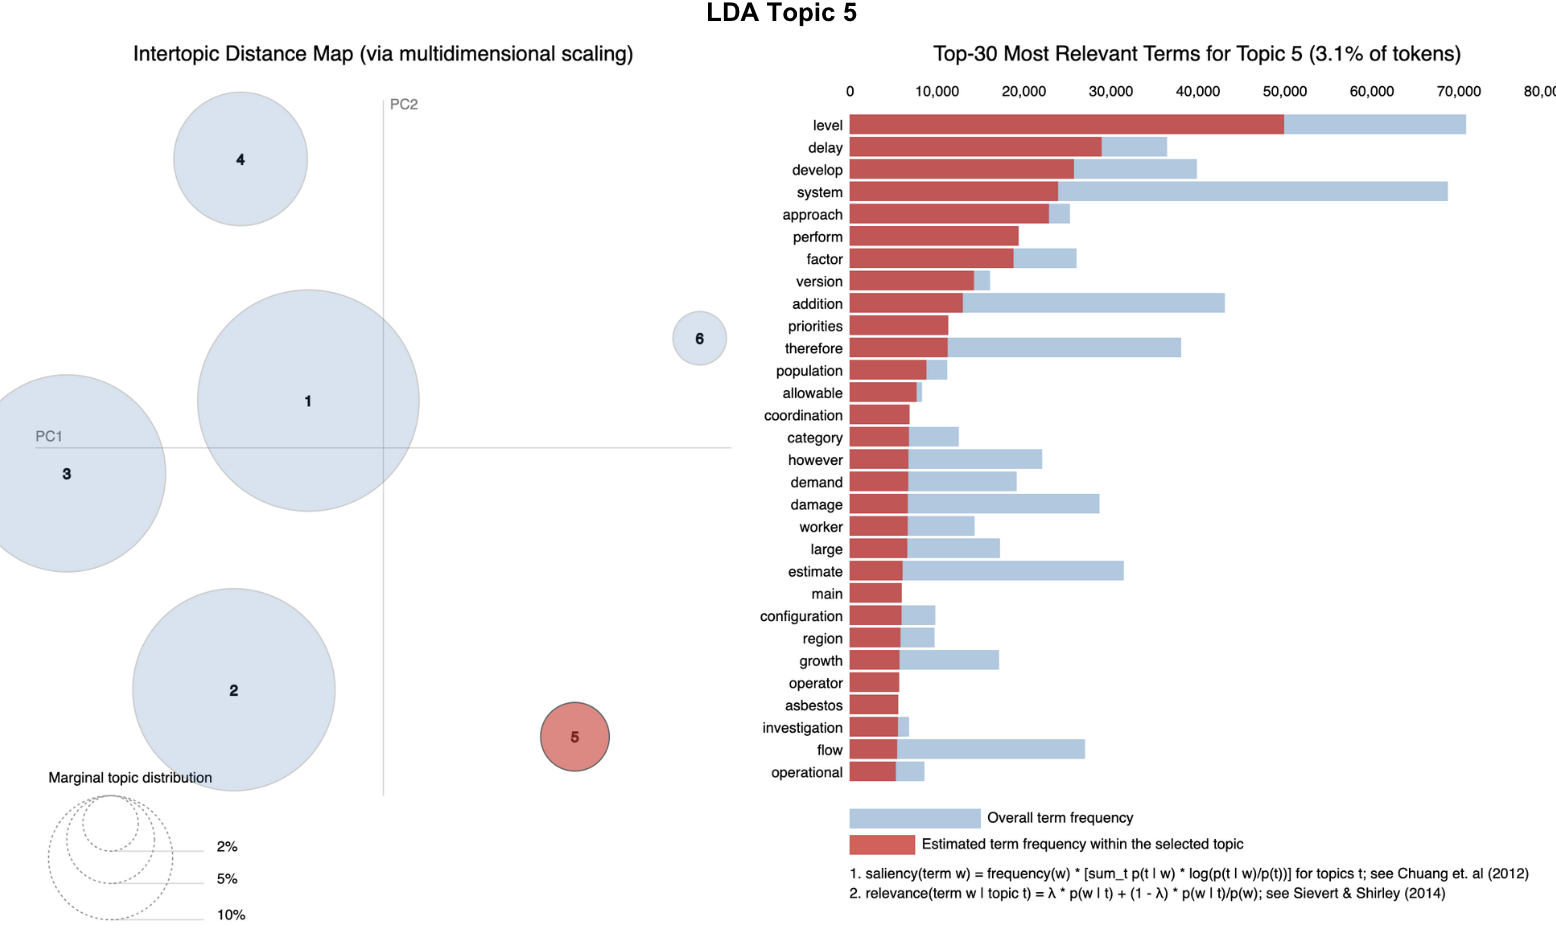 LDA Topic 5
Intertopic Distance Map (via multidimensional scaling)
PC2
4
6
1
PC1
3
2
5
Marginal topic distribution
2%
5%
10%
Top-30 Most Relevant Terms for Topic 5 (3.1% of tokens)
0 10,000 20,000 30,000 40,000 50,000 60,000 70,000 80,0
level
delay
develop
system
approach
perform
factor
version
addition
priorities
therefore
population
allowable
coordination
category
however
demand
damage
worker
large
estimate
main
configuration
region
growth
operator
asbestos
investigation
flow
operational
Overall term frequency
Estimated term frequency within the selected topic
1. saliency(term w) = frequency(w) * [sum_t p(t | w) * log(p(t | w)/p(t))] for topics t; see Chuang et. al (2012)
2. relevance(term w | topic t) = λ * p(w | t) + (1 - λ) * p(w | t)/p(w); see Sievert & Shirley (2014)